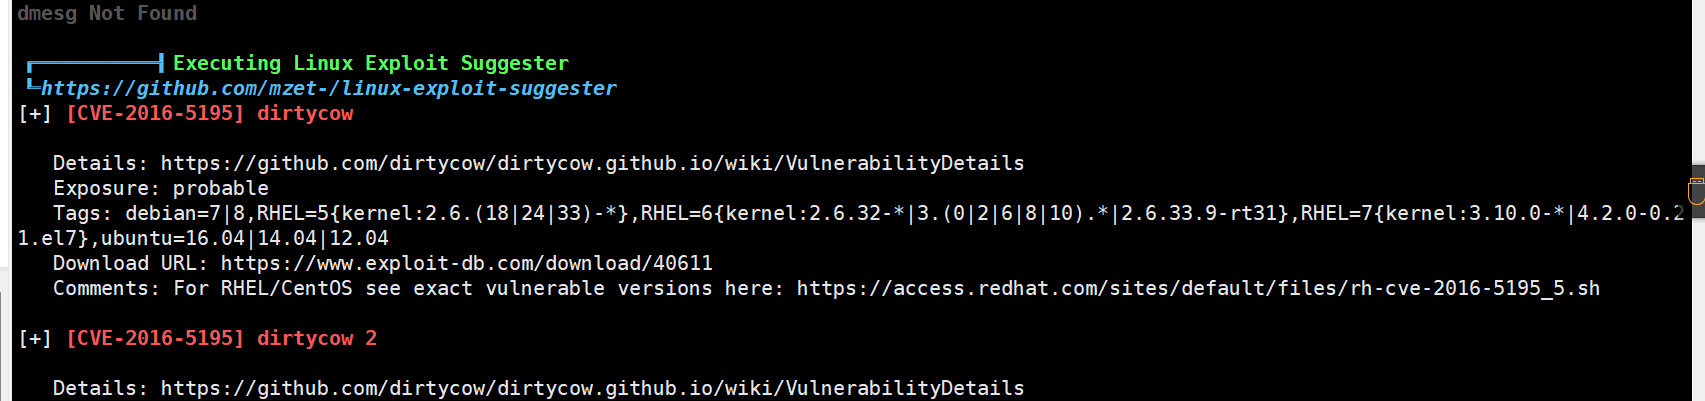 dmesg Not Found
Executing Linux Exploit Suggester
https://github.com/mzet-/linux-exploit-suggester
[+] [CVE-2016-5195] dirtycow
Details: https://github.com/dirtycow/dirtycow.github.io/wiki/VulnerabilityDetails
Exposure: probable
Tags: debian=7|8,RHEL=5{kernel:2.6.(18|24|33)-*},RHEL=6{kernel:2.6.32-*|3.(0|2|6|8|10).*|2.6.33.9-rt31},RHEL=7{kernel:3.10.0-*|4.2.0-0.2
1.el7},ubuntu=16.04|14.04|12.04
Download URL: https://www.exploit-db.com/download/40611
Comments: For RHEL/CentOS see exact vulnerable versions here: https://access.redhat.com/sites/default/files/rh-cve-2016-5195_5.sh
[+] [CVE-2016-5195] dirtycow 2
Details: https://github.com/dirtycow/dirtycow.github.io/wiki/VulnerabilityDetails